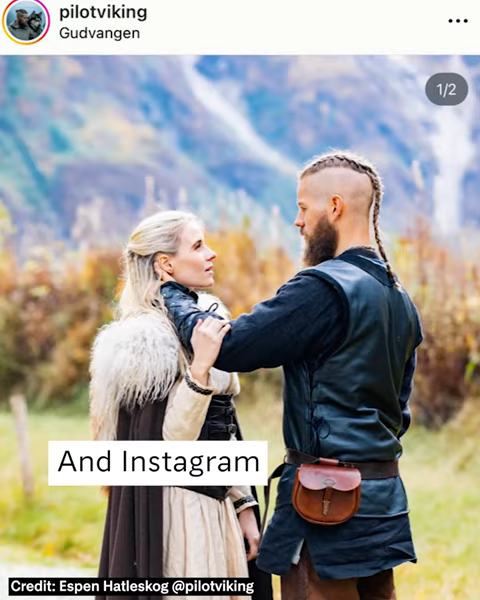 pilotviking
Gudvangen
1/2
And Instagram
Credit: Espen Hatleskog @pilotviking